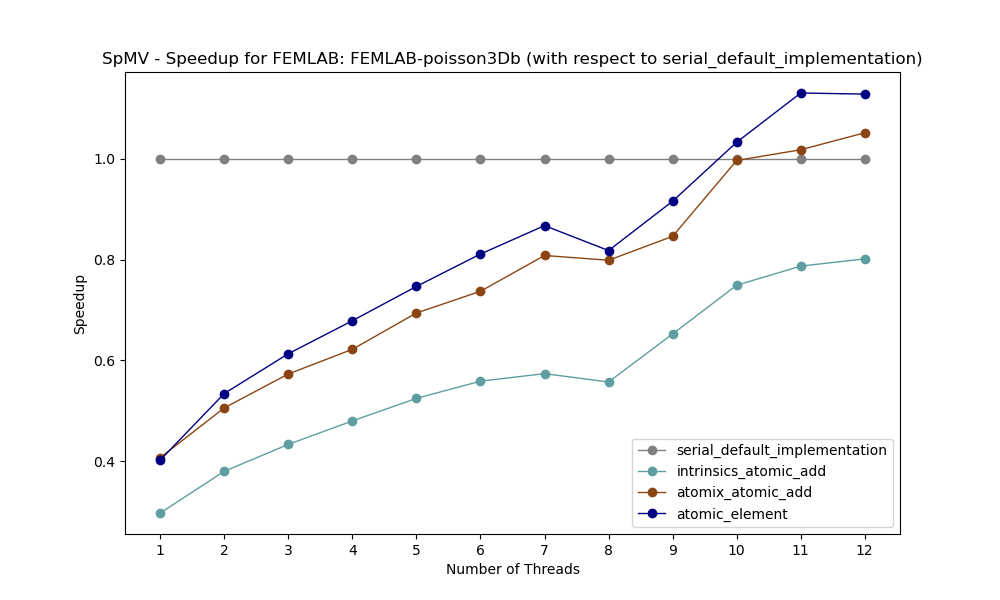 SpMV - Speedup for FEMLAB: FEMLAB-poisson3Db (with respect to serial_default_implementation)
Speedup
1.0
0.8
0.6
0.4
serial_default_implementation
intrinsics_atomic_add
atomix_atomic_add
atomic_element
1 2 3 4 5 6 7 8 9 10 11 12
Number of Threads